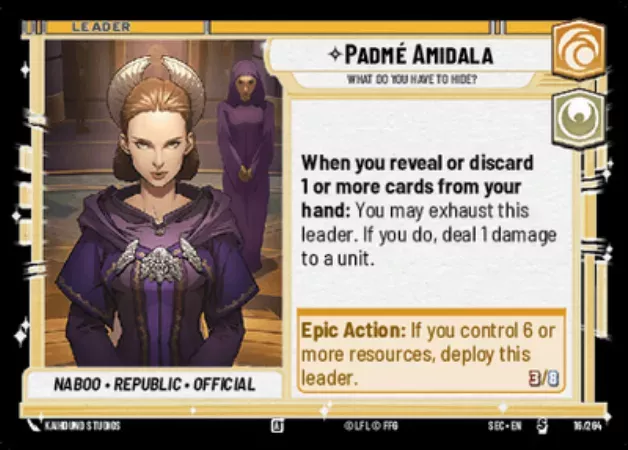 LEADER
PADMÉ AMIDALA
WHAT DO YOU HAVE TO HIDE?
When you reveal or discard
1 or more cards from your
hand: You may exhaust this
leader. If you do, deal 1 damage
to a unit.
Epic Action: If you control 6 or
more resources, deploy this
leader.
3/8
NABOO • REPUBLIC • OFFICIAL
KAIHOUND STUDIOS
©LFL © FFG
SEC • EN
16/264